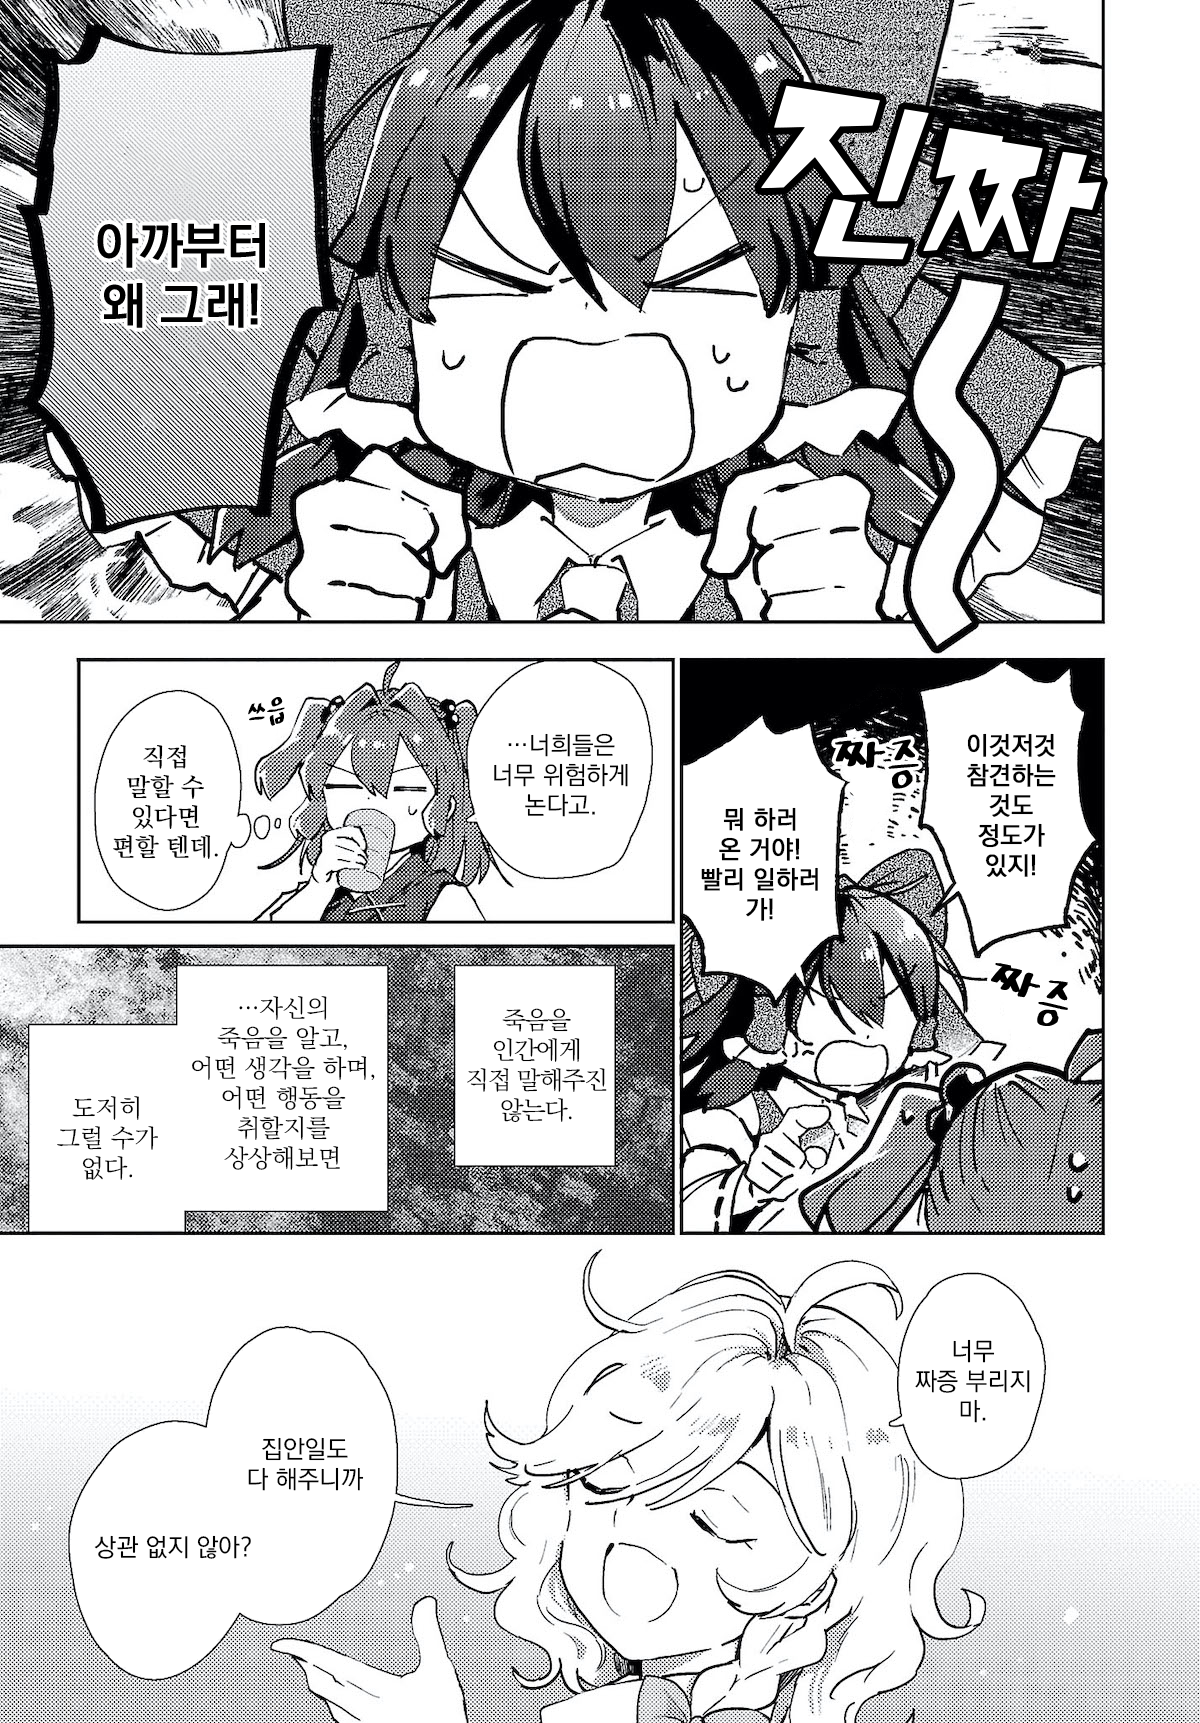 진짜~
아까부터
왜 그래!
이것저것
참견하는
것도
정도가
있지!
짜증
뭐 하러
온 거야!
빨리 일하러
가!
짜증
…너희들은
너무 위험하게
논다고.
쓰읍
직접
말할 수
있다면
편할 텐데.
죽음을
인간에게
직접 말해주진
않는다.
…자신의
죽음을 알고,
어떤 생각을 하며,
어떤 행동을
취할지를
상상해보면
도저히
그럴 수가
없다.
너무
짜증 부리지
마.
집안일도
다 해주니까
상관 없지 않아?